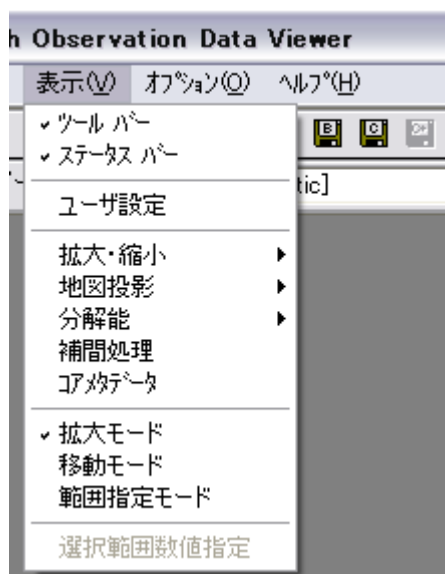 h Observation Data Viewer
表示(V) ｵﾌﾟｼｮﾝ(O) ﾍﾙﾌﾟ(H)
ﾂｰﾙ ﾊﾞｰ
B C C+
ｽﾃｰﾀｽ ﾊﾞｰ
tic]
ユーザ設定
拡大・縮小
地図投影
分解能
補間処理
ｺｱﾒﾀﾃﾞｰﾀ
拡大モード
移動モード
範囲指定モード
選択範囲数値指定